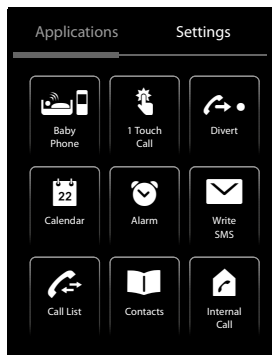 Applications Settings
Baby
Phone
1 Touch
Call
Divert
22
Calendar
Alarm
Write
SMS
Call List
Contacts
Internal
Call